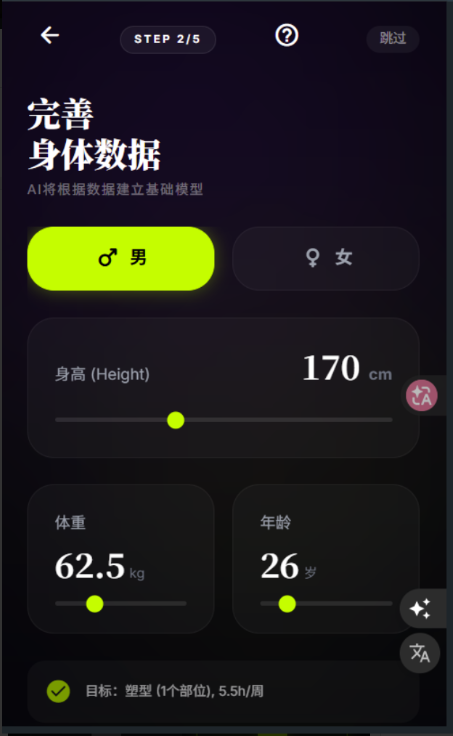 STEP 2/5
跳过
完善
身体数据
AI将根据数据建立基础模型
男
女
身高 (Height)
170 cm
体重
62.5 kg
年龄
26 岁
目标：塑型 (1个部位), 5.5h/周